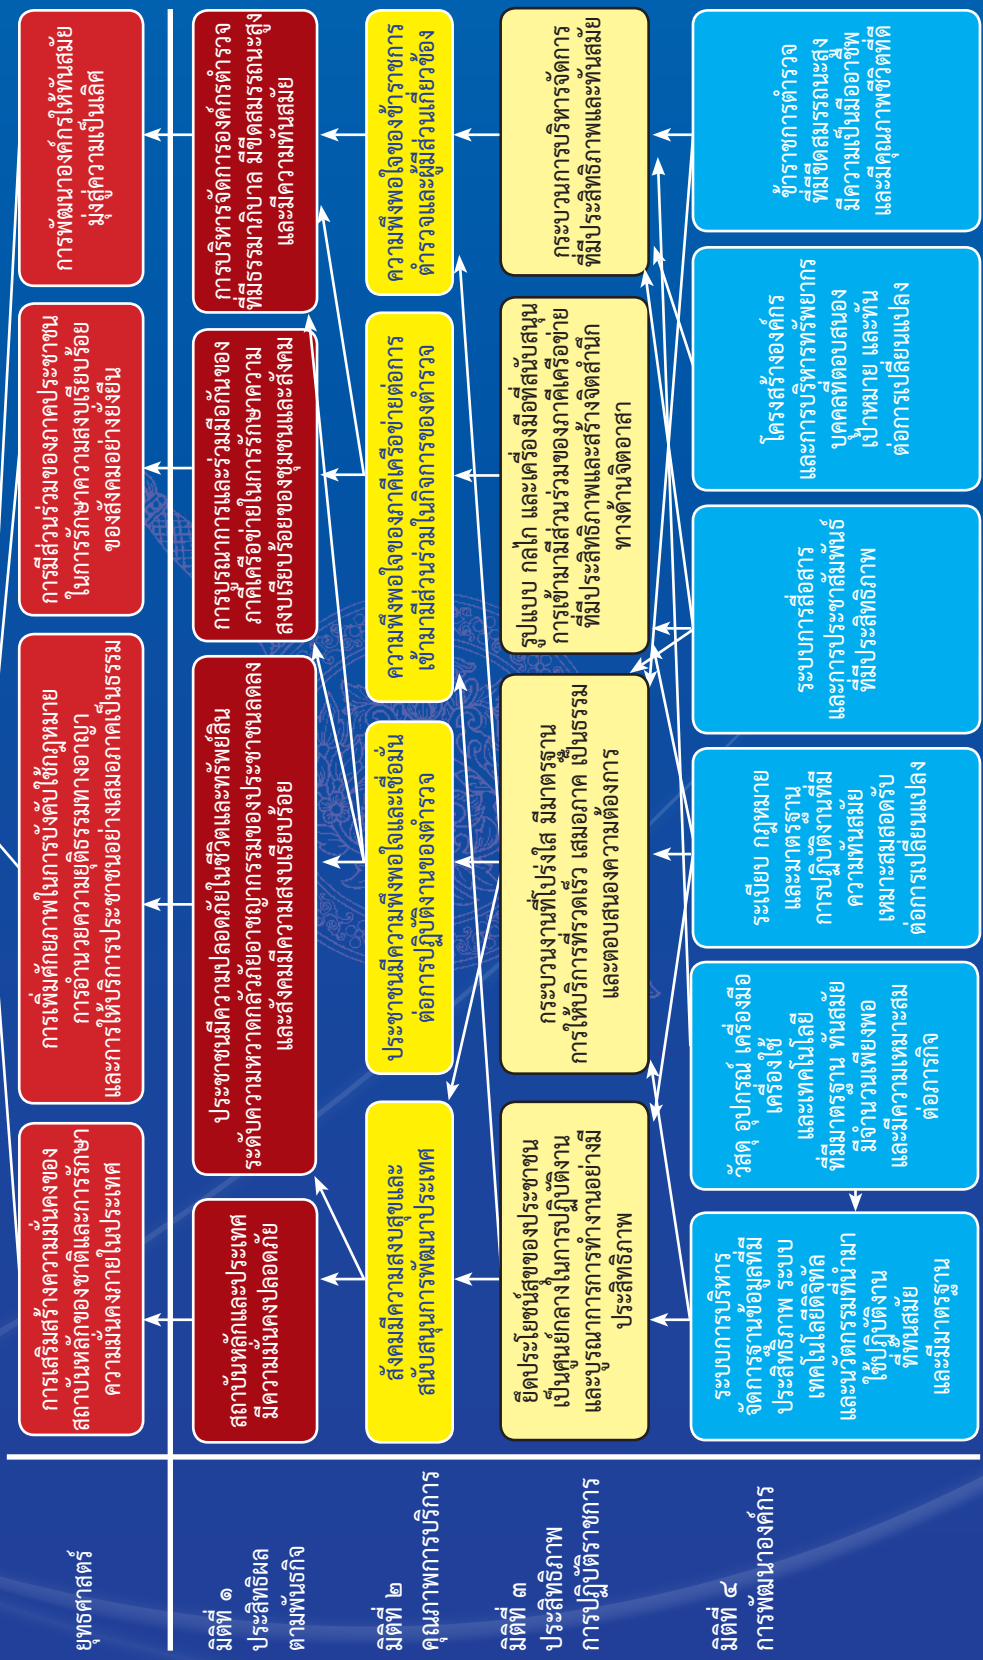 ยุทธศาสตร์
การเสริมสร้างความมั่นคงของ
สถาบันหลักของชาติและการรักษา
ความมั่นคงภายในประเทศ
การเพิ่มศักยภาพในการบังคับใช้กฎหมาย
การอำนวยความยุติธรรมทางอาญา
และการให้บริการประชาชนอย่างเสมอภาคเป็นธรรม
การมีส่วนร่วมของภาคประชาชน
ในการรักษาความสงบเรียบร้อย
ของสังคมอย่างยั่งยืน
การพัฒนาองค์กรให้ทันสมัย
มุ่งสู่ความเป็นเลิศ
มิติที่ ๑
ประสิทธิผล
ตามพันธกิจ
สถาบันหลักและประเทศ
มีความมั่นคงปลอดภัย
ประชาชนมีความปลอดภัยในชีวิตและทรัพย์สิน
ระดับความหวาดกลัวภัยอาชญากรรมของประชาชนลดลง
และสังคมมีความสงบเรียบร้อย
การบูรณาการและร่วมมือกันของ
ภาคีเครือข่ายในการรักษาความ
สงบเรียบร้อยของชุมชนและสังคม
การบริหารจัดการองค์กรตำรวจ
ที่มีธรรมาภิบาล มีขีดสมรรถนะสูง
และมีความทันสมัย
มิติที่ ๒
คุณภาพการบริการ
สังคมมีความสงบสุขและ
สนับสนุนการพัฒนาประเทศ
ประชาชนมีความพึงพอใจและเชื่อมั่น
ต่อการปฏิบัติงานของตำรวจ
ความพึงพอใจของภาคีเครือข่ายต่อการ
เข้ามามีส่วนร่วมในกิจการของตำรวจ
ความพึงพอใจของข้าราชการ
ตำรวจและผู้มีส่วนเกี่ยวข้อง
มิติที่ ๓
ประสิทธิภาพ
การปฏิบัติราชการ
ยึดประโยชน์สุขของประชาชน
เป็นศูนย์กลางในการปฏิบัติงาน
และบูรณาการการทำงานอย่างมี
ประสิทธิภาพ
กระบวนงานที่โปร่งใส มีมาตรฐาน
การให้บริการที่รวดเร็ว เสมอภาค เป็นธรรม
และตอบสนองความต้องการ
รูปแบบ กลไก และเครื่องมือที่สนับสนุน
การเข้ามามีส่วนร่วมของภาคีเครือข่าย
ที่มีประสิทธิภาพและสร้างจิตสำนึก
ทางด้านจิตอาสา
กระบวนการบริหารจัดการ
ที่มีประสิทธิภาพและทันสมัย
มิติที่ ๔
การพัฒนาองค์กร
ระบบการบริหาร
จัดการฐานข้อมูลที่มี
ประสิทธิภาพ ระบบ
เทคโนโลยีดิจิทัล
และนวัตกรรมที่นำมา
ใช้ปฏิบัติงาน
ที่ทันสมัย
และมีมาตรฐาน
วัสดุ อุปกรณ์ เครื่องมือ
เครื่องใช้
และเทคโนโลยี
ที่มีมาตรฐาน ทันสมัย
มีจำนวนเพียงพอ
และมีความเหมาะสม
ต่อภารกิจ
ระเบียบ กฎหมาย
และมาตรฐาน
การปฏิบัติงานที่มี
ความทันสมัย
เหมาะสมสอดรับ
ต่อการเปลี่ยนแปลง
ระบบการสื่อสาร
และการประชาสัมพันธ์
ที่มีประสิทธิภาพ
โครงสร้างองค์กร
และการบริหารทรัพยากร
บุคคลที่ตอบสนอง
เป้าหมาย และทัน
ต่อการเปลี่ยนแปลง
ข้าราชการตำรวจ
ที่มีขีดสมรรถนะสูง
มีความเป็นมืออาชีพ
และมีคุณภาพชีวิตที่ดี